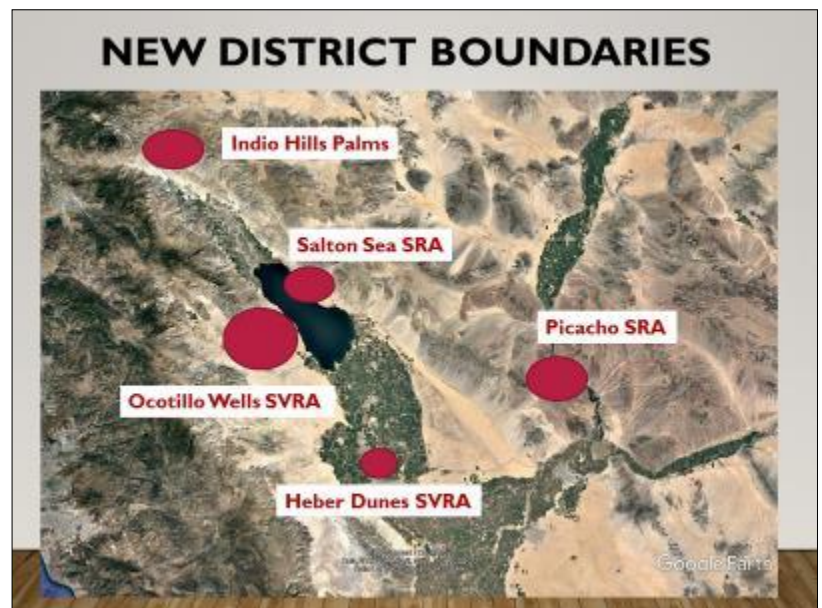 NEW DISTRICT BOUNDARIES
Indio Hills Palms
Salton Sea SRA
Picacho SRA
Ocotillo Wells SVRA
Heber Dunes SVRA
Google Earth